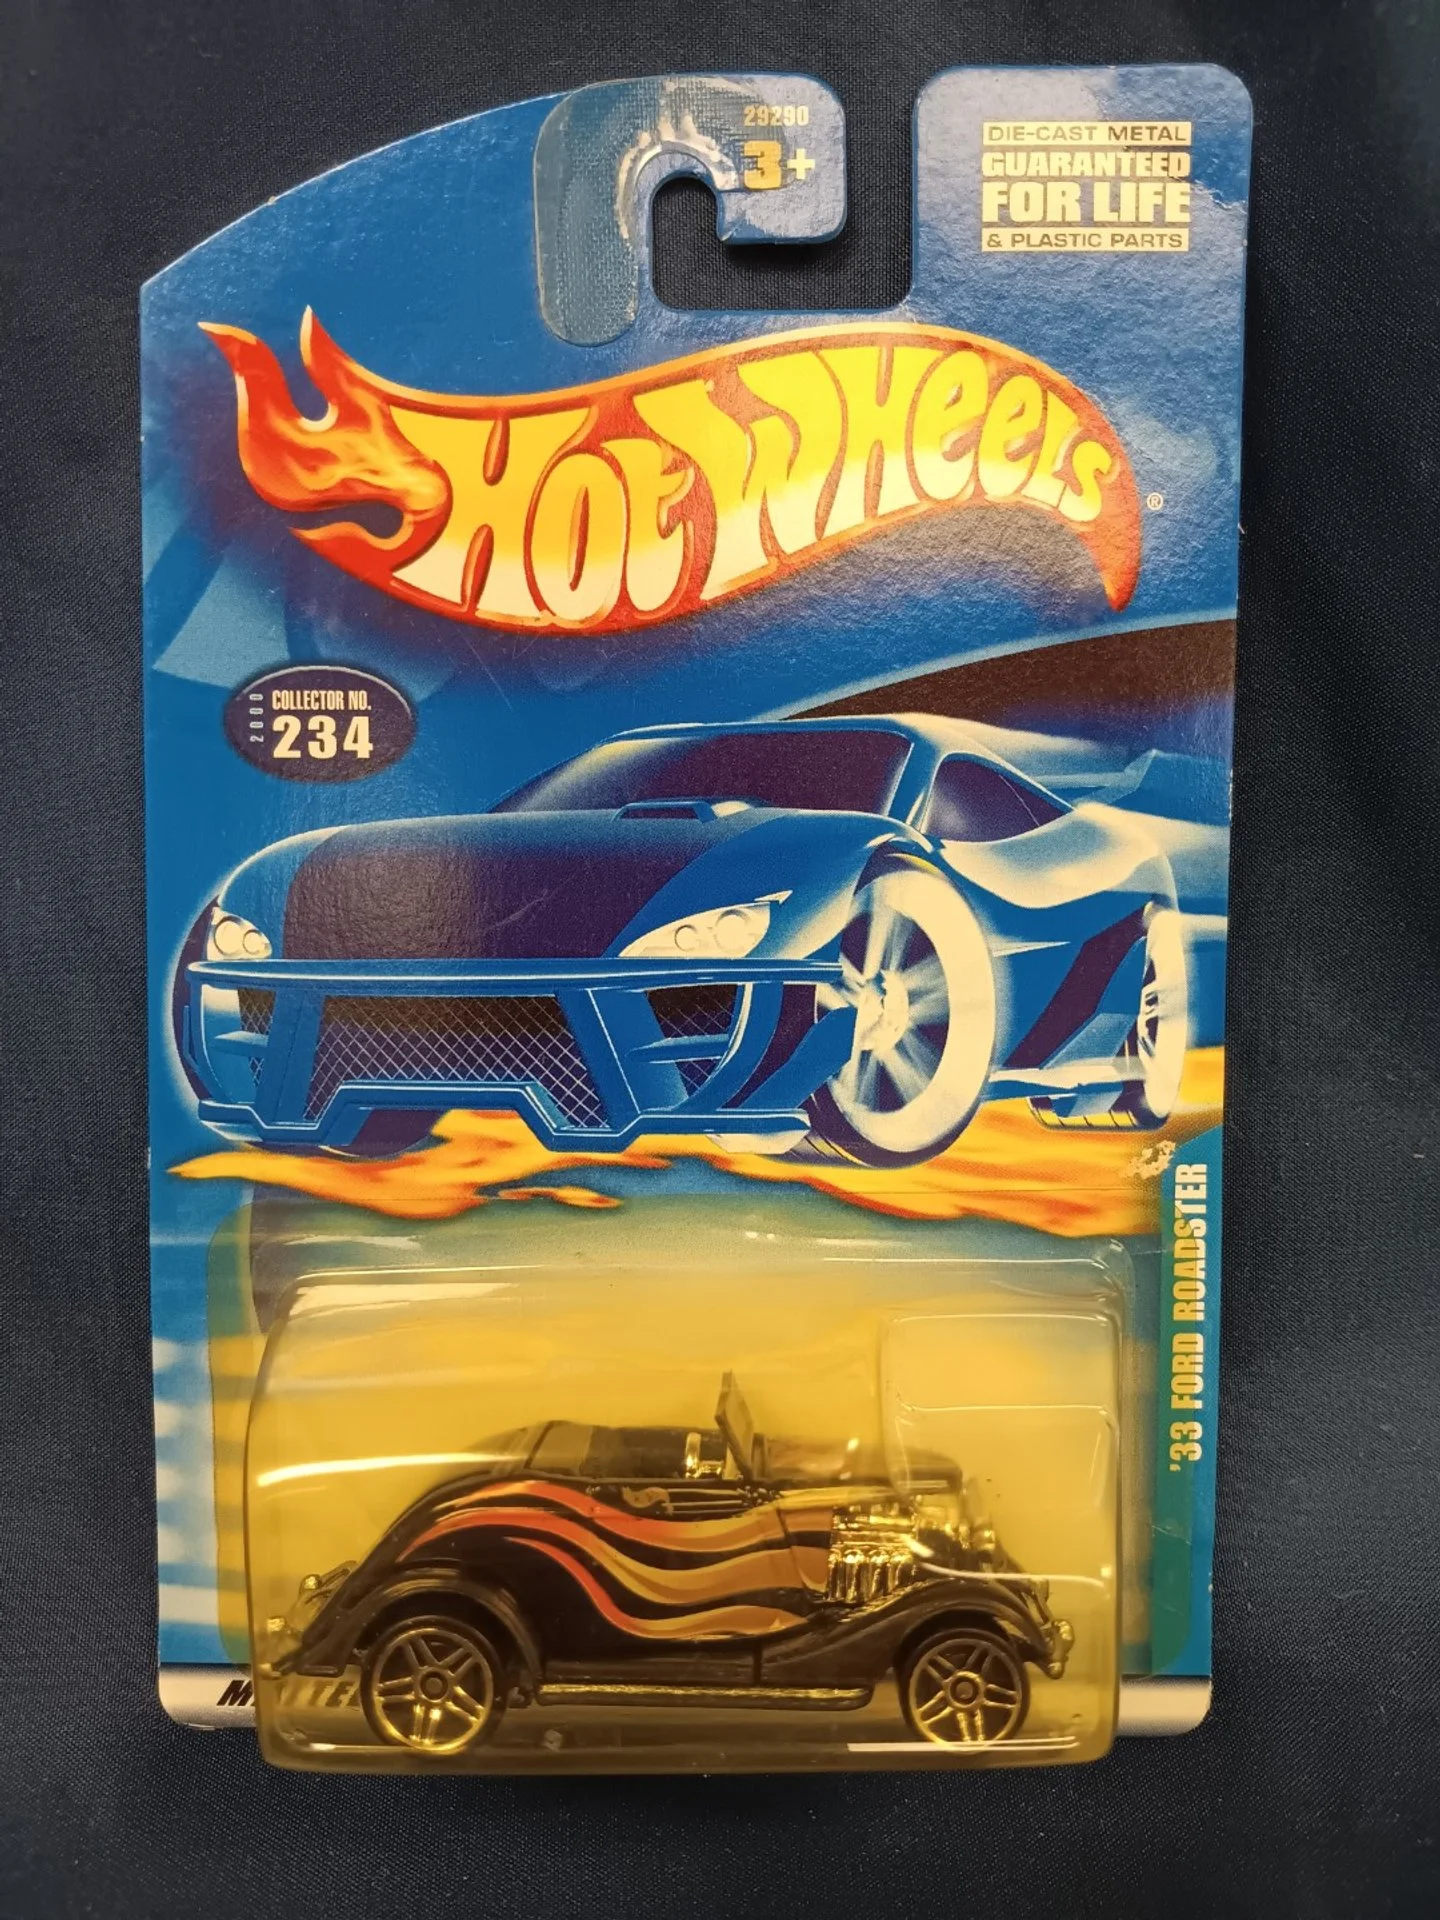 29290
3+
DIE-CAST METAL
GUARANTEED
FOR LIFE
& PLASTIC PARTS
HOT WHEELS ®
2000
COLLECTOR NO.
234
'33 FORD ROADSTER
MATTEL